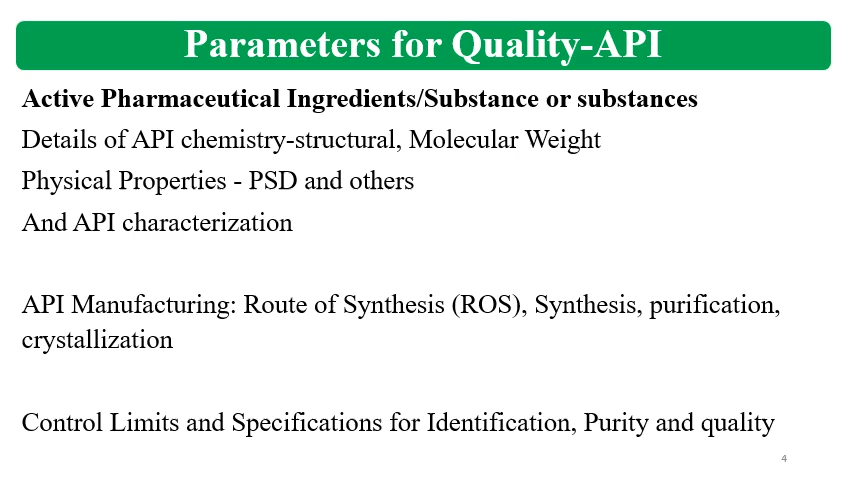 Parameters for Quality-API
Active Pharmaceutical Ingredients/Substance or substances
Details of API chemistry-structural, Molecular Weight
Physical Properties - PSD and others
And API characterization
API Manufacturing: Route of Synthesis (ROS), Synthesis, purification,
crystallization
Control Limits and Specifications for Identification, Purity and quality
4